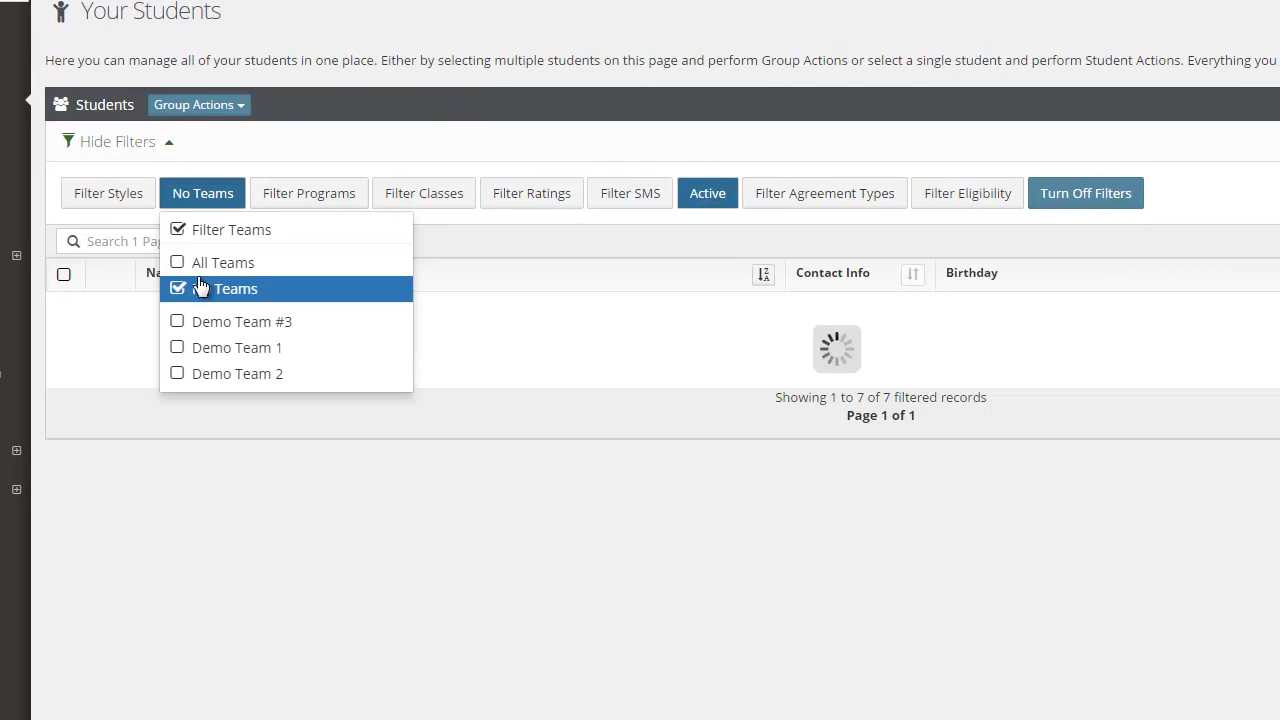 Your Students
Here you can manage all of your students in one place. Either by selecting multiple students on this page and perform Group Actions or select a single student and perform Student Actions. Everything you
Students Group Actions
Hide Filters
Filter Styles No Teams Filter Programs Filter Classes Filter Ratings Filter SMS Active Filter Agreement Types Filter Eligibility Turn Off Filters
Filter Teams
Search 1
All Teams
Contact Info Birthday
Teams
Demo Team #3
Demo Team 1
Demo Team 2
Showing 1 to 7 of 7 filtered records
Page 1 of 1